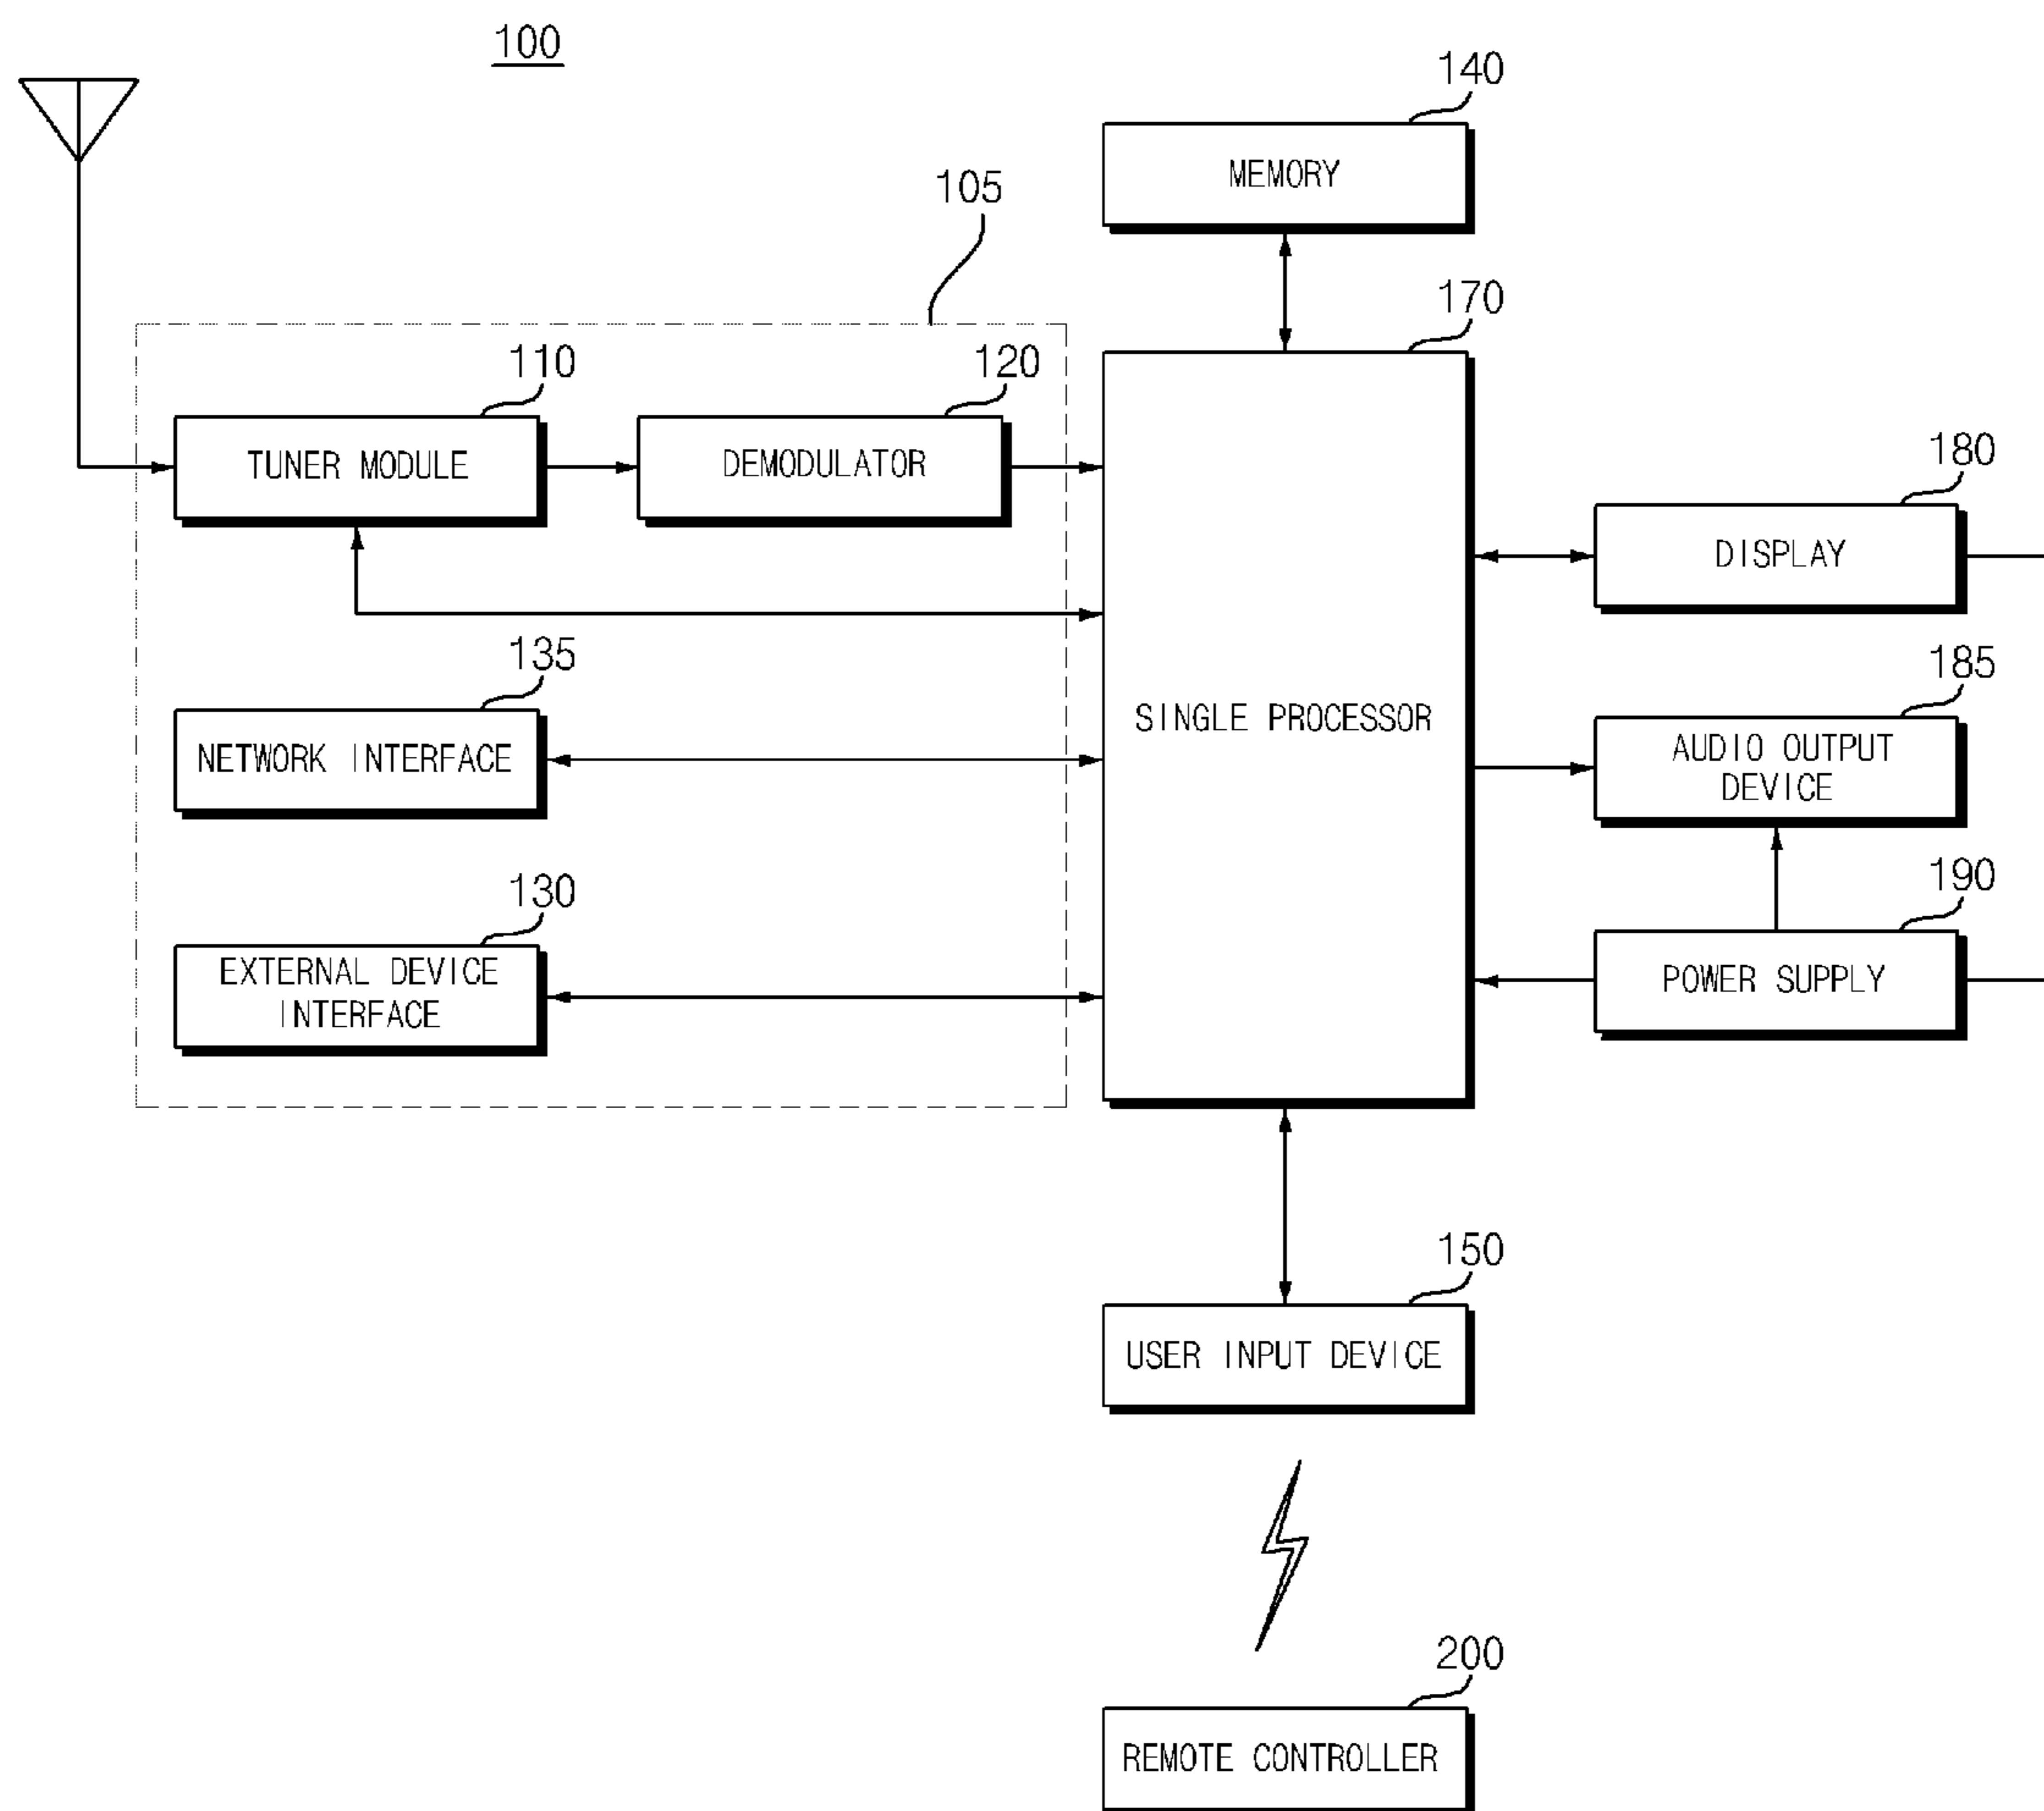 100
140
MEMORY
105
170
110
120
TUNER MODULE
DEMODULATOR
180
DISPLAY
135
NETWORK INTERFACE
SINGLE PROCESSOR
185
AUDIO OUTPUT
DEVICE
130
EXTERNAL DEVICE
INTERFACE
190
POWER SUPPLY
150
USER INPUT DEVICE
200
REMOTE CONTROLLER